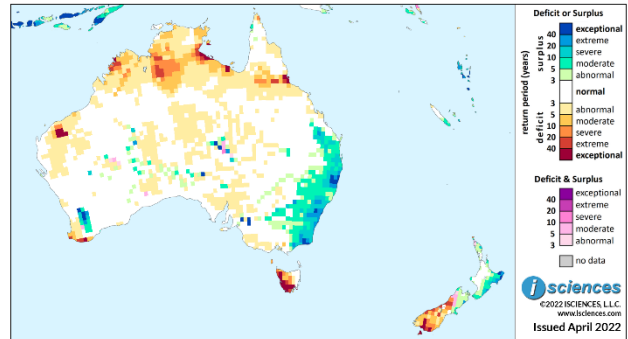 Deficit or Surplus
return period (years)
surplus
deficit
exceptional
40
extreme
20
severe
10
moderate
5
abnormal
3
normal
3
abnormal
5
moderate
10
severe
20
extreme
40
exceptional
Deficit & Surplus
exceptional
40
extreme
20
severe
10
moderate
5
abnormal
3
no data
i sciences
©2022 ISCIENCES, L.L.C.
www.isciences.com
Issued April 2022